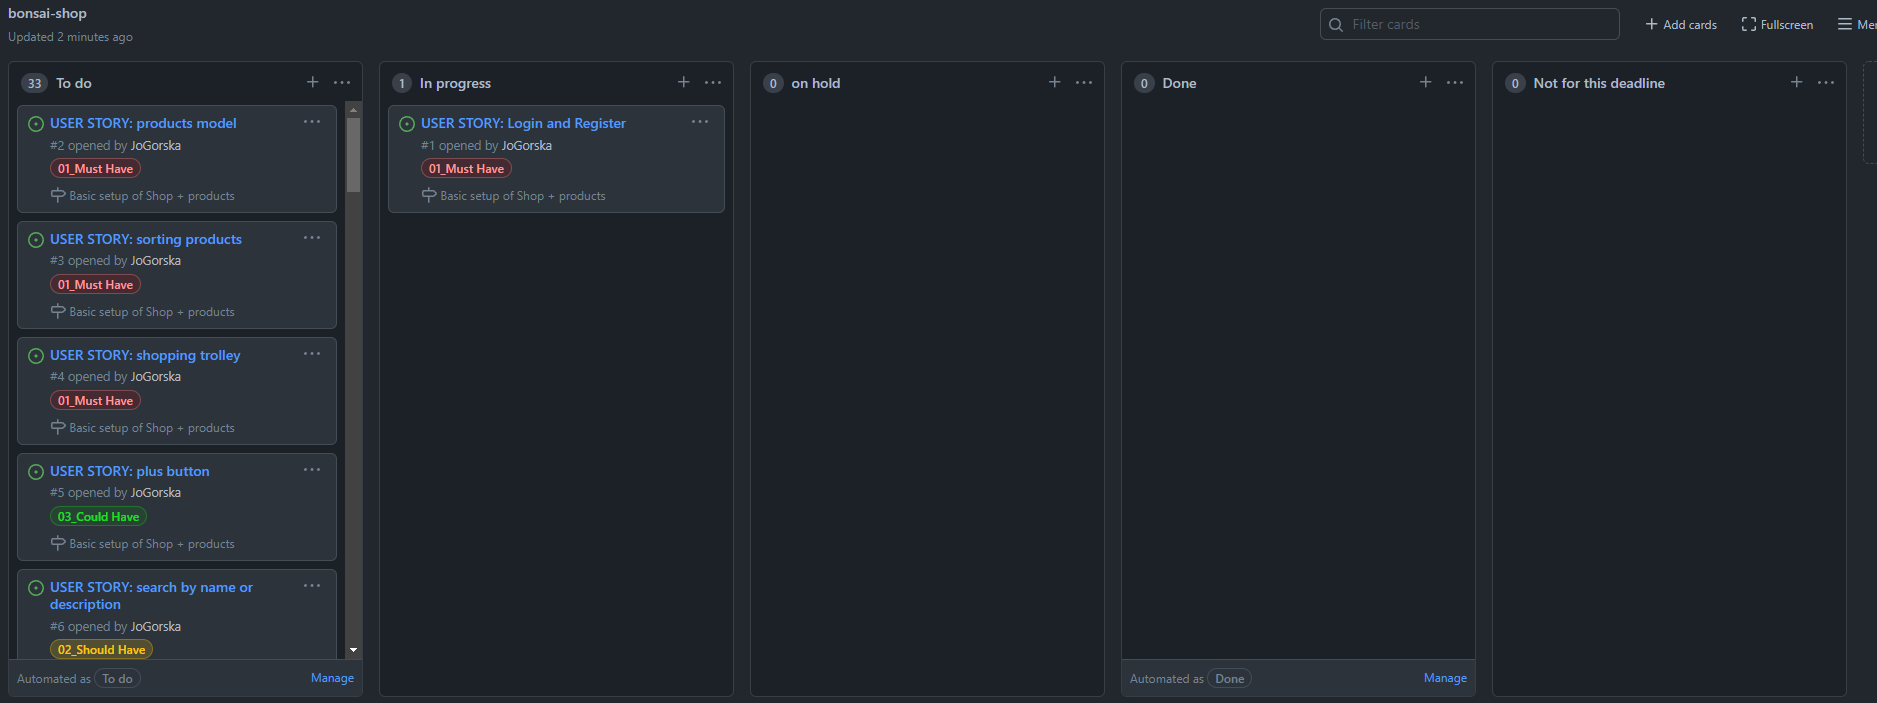 bonsai-shop
Updated 2 minutes ago
Filter cards
Add cards
Fullscreen
33 To do
USER STORY: products model
#2 opened by JoGorska
01_Must Have
Basic setup of Shop + products
USER STORY: sorting products
#3 opened by JoGorska
01_Must Have
Basic setup of Shop + products
USER STORY: shopping trolley
#4 opened by JoGorska
01_Must Have
Basic setup of Shop + products
USER STORY: plus button
#5 opened by JoGorska
03_Could Have
Basic setup of Shop + products
USER STORY: search by name or
description
#6 opened by JoGorska
02_Should Have
Automated as To do
Manage
1 In progress
USER STORY: Login and Register
#1 opened by JoGorska
01_Must Have
Basic setup of Shop + products
0 on hold
0 Done
Automated as Done
Manage
0 Not for this deadline